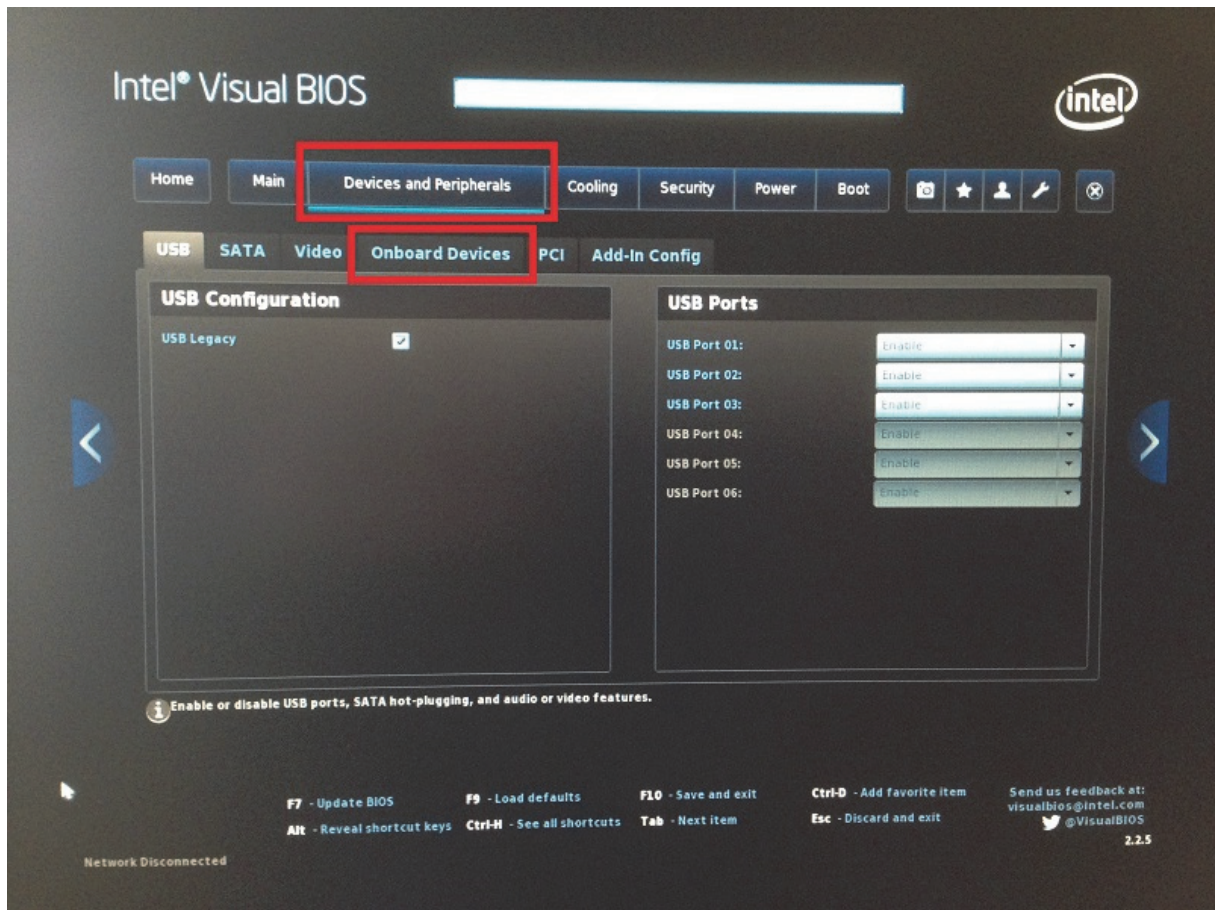 Intel® Visual BIOS
intel
Home Main Devices and Peripherals Cooling Security Power Boot
USB SATA Video Onboard Devices PCI Add-In Config
USB Configuration
USB Legacy
USB Ports
USB Port 01: Enable
USB Port 02: Enable
USB Port 03: Enable
USB Port 04: Enable
USB Port 05: Enable
USB Port 06: Enable
Enable or disable USB ports, SATA hot-plugging, and audio or video features.
F7 - Update BIOS F9 - Load defaults F10 - Save and exit Ctrl-D - Add favorite item
Alt - Reveal shortcut keys Ctrl-H - See all shortcuts Tab - Next item Esc - Discard and exit
Send us feedback at:
visualbios@intel.com
@VisualBIOS
2.2.5
Network Disconnected